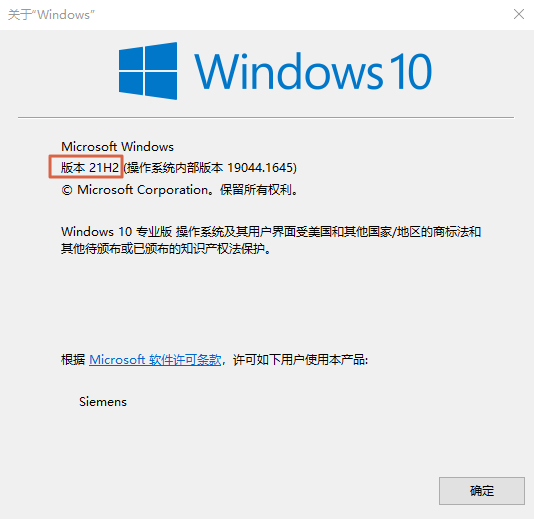 关于“Windows”
Windows 10
Microsoft Windows
版本 21H2 (操作系统内部版本 19044.1645)
© Microsoft Corporation。保留所有权利。
Windows 10 专业版 操作系统及其用户界面受美国和其他国家/地区的商标法和
其他待颁布或已颁布的知识产权法保护。
根据 Microsoft 软件许可条款，许可如下用户使用本产品:
Siemens
确定